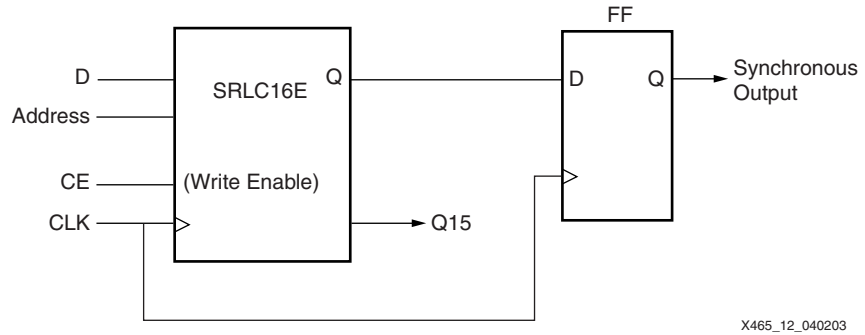 FF
D
SRLC16E
Q
D
Q
Synchronous
Output
Address
CE
(Write Enable)
CLK
Q15
X465_12_040203